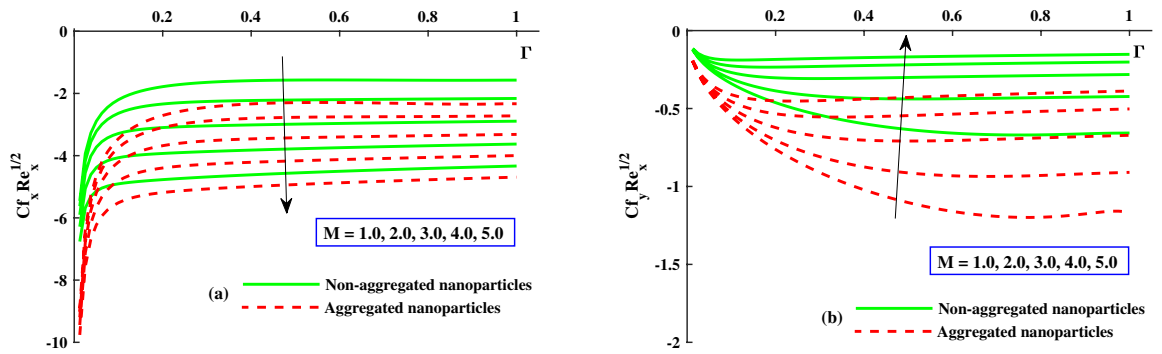 0.2 0.4 0.6 0.8 1
Γ
0
-2
-4
-6
-8
-10
Cf_x Re_x^{1/2}
M = 1.0, 2.0, 3.0, 4.0, 5.0
(a)
Non-aggregated nanoparticles
Aggregated nanoparticles
0.2 0.4 0.6 0.8 1
Γ
0
-0.5
-1
-1.5
-2
Cf_y Re_x^{1/2}
M = 1.0, 2.0, 3.0, 4.0, 5.0
(b)
Non-aggregated nanoparticles
Aggregated nanoparticles